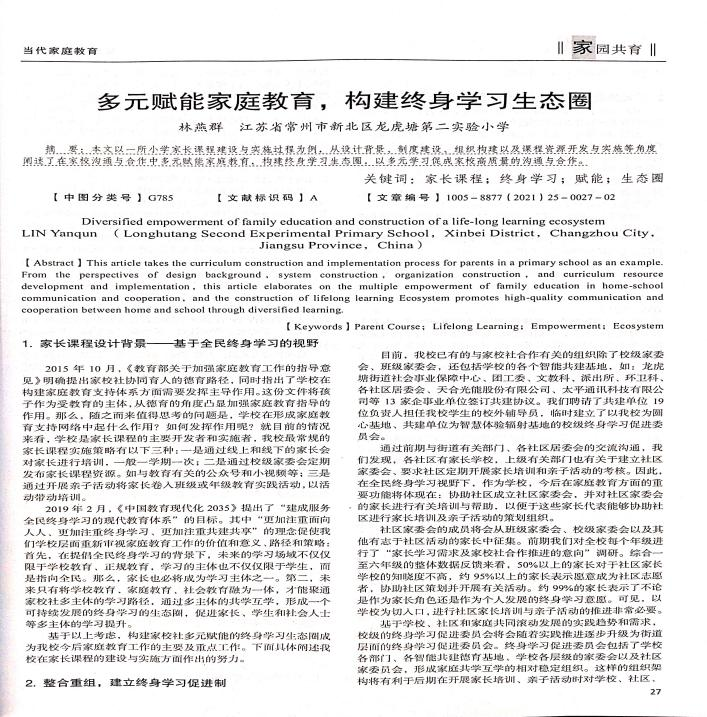 当代家庭教育
家园共育
多元赋能家庭教育，构建终身学习生态圈
林燕群　江苏省常州市新北区龙虎塘第二实验小学
摘　要：本文以一所小学家长课程建设与实施过程为例，从设计背景、制度建设、组织构建以及课程资源开发与实施等角度
阐述了在家校沟通与合作中多元赋能家庭教育，构建终身学习生态圈，以多元学习促成家校高质量的沟通与合作。
关键词：家长课程；终身学习；赋能；生态圈
【中图分类号】G785　【文献标识码】A　【文章编号】1005-8877（2021）25-0027-02
Diversified empowerment of family education and construction of a life-long learning ecosystem
LIN Yanqun （Longhutang Second Experimental Primary School，Xinbei District，Changzhou City，
Jiangsu Province，China）
【Abstract】This article takes the curriculum construction and implementation process for parents in a primary school as an example.
From the perspectives of design background，system construction，organization construction，and curriculum resource
development and implementation，this article elaborates on the multiple empowerment of family education in home-school
communication and cooperation，and the construction of lifelong learning Ecosystem promotes high-quality communication and
cooperation between home and school through diversified learning.
【Keywords】Parent Course；Lifelong Learning；Empowerment；Ecosystem
1. 家长课程设计背景——基于全民终身学习的视野
2015 年 10 月，《教育部关于加强家庭教育工作的指导意
见》明确提出家校社协同育人的德育路径，同时指出了学校在
构建家庭教育支持体系方面需要发挥主导作用。这份文件将孩
子作为受教育的主体，从德育的角度凸显加强家庭教育指导的
作用。那么，随之而来值得思考的问题是，学校在形成家庭教
育支持网络中起什么作用？如何发挥作用呢？就目前的情况
来看，学校是家长课程的主要开发者和实施者，我校最常规的
家长课程实施策略有以下三种：一是通过线上和线下的家长会
对家长进行培训，一般一学期一次；二是通过校级家委会定期
发布家长课程资源。如与教育有关的公众号和小视频等；三是
通过开展亲子活动将家长卷入班级或年级教育实践活动，以活
动带动培训。
2019 年 2 月，《中国教育现代化 2035》提出了“建成服务
全民终身学习的现代教育体系”的目标。其中“更加注重面向
人人、更加注重终身学习、更加注重共建共享”的理念促使我
们学校层面重新审视家庭教育工作的价值和意义、路径和策略：
首先，在提倡全民终身学习的背景下，未来的学习场域不仅仅
限于学校教育、正规教育，学习的主体也不仅仅限于学生，而
是指向全民。那么，家长也必将成为学习主体之一。第二，未
来只有将学校教育、家庭教育、社会教育融为一体，才能聚通
家校社多主体的学习路径，通过多主体的共学互学，形成一个
可持续发展的终身学习的生态圈，促进家长、学生和社会人士
等多主体的学习提升。
基于以上考虑，构建家校社多元赋能的终身学习生态圈成
为我校今后家庭教育工作的主要及重点工作。下面具体阐述我
校在家长课程的建设与实施方面作出的努力。
2. 整合重组，建立终身学习促进制
目前，我校已有的与家校社合作有关的组织除了校级家委
会、班级家委会，还包括学校的各个智能共建基地，如：龙虎
塘街道社会事业保障中心、团工委、文教科、派出所、环卫科、
各社区居委会、天合光能股份有限公司、太平通讯科技有限公
司等 13 家企事业单位签订共建协议。我们聘请了共建单位 19
位负责人担任我校学生的校外辅导员，临时建立了以我校为圆
心基地、共建单位为智慧体验辐射基地的校级终身学习促进委
员会。
通过前期与街道有关部门、各社区居委会的交流沟通，我
们发现，各社区有家长学校，上级有关部门也有关于建立社区
家委会、要求社区定期开展家长培训和亲子活动的考核。因此，
在全民终身学习视野下，作为学校，今后在家庭教育方面的重
要功能将体现在：协助社区成立社区家委会，并对社区家委会
的家长进行有关培训与帮助，以便于这些家长代表能够协助社
区进行家长培训及亲子活动的策划组织。
社区家委会的成员将会从班级家委会、校级家委会以及其
他有志于社区活动的家长中征集。前期我们对全校每个年级进
行了“家长学习需求及家校社合作推进的意向”调研。综合一
至六年级的整体数据反馈来看，50%以上的家长对于社区家长
学校的知晓度不高，约 95%以上的家长表示愿意成为社区志愿
者，协助社区策划并开展有关活动。约 99%的家长表示了不论
是作为家长角色还是作为个人发展的终身学习意愿。可见，以
学校为切入口，进行社区家长培训与亲子活动的推进非常必要。
基于学校、社区和家庭共同滚动发展的实践趋势和需求，
校级的终身学习促进委员会将会随着实践推进逐步升级为街道
层面的终身学习促进委员会。终身学习促进委员会包括了学校
各部门、各智能共建德育基地、学校各层级的家委会以及社区
家委员会，形成家庭共学互学的相对稳定组织。这样的组织架
构将有利于后期在开展家长培训、亲子活动时对学校、社区、
27